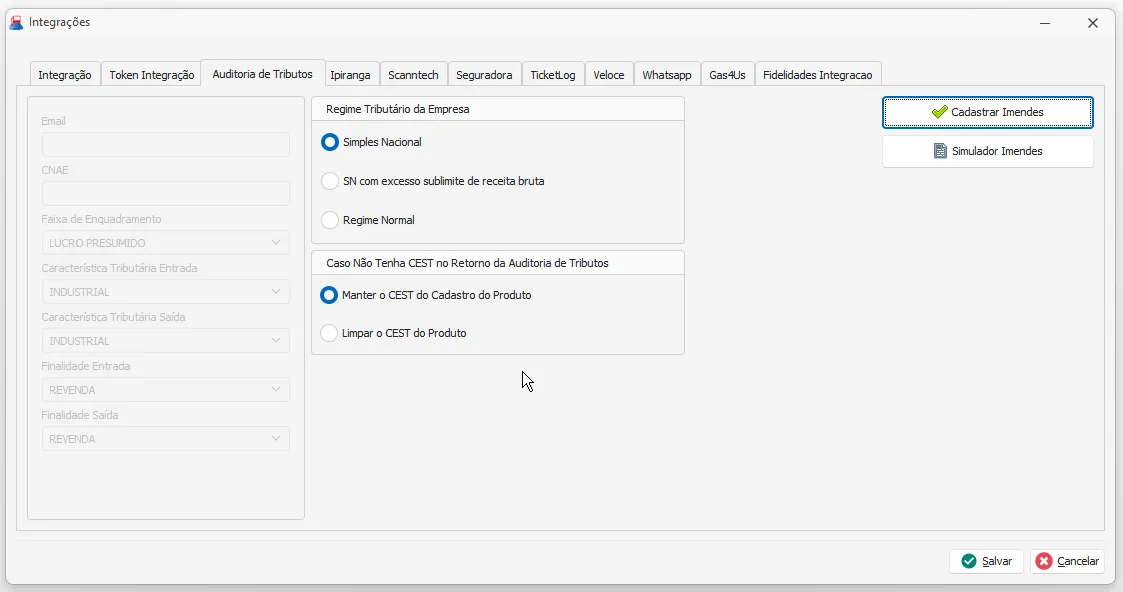 Integrações
Integração
Token Integração
Auditoria de Tributos
Ipiranga
Scanntech
Seguradora
TicketLog
Veloce
Whatsapp
Gas4Us
Fidelidades Integracao
Email
CNAE
Faixa de Enquadramento
LUCRO PRESUMIDO
Característica Tributária Entrada
INDUSTRIAL
Característica Tributária Saída
INDUSTRIAL
Finalidade Entrada
REVENDA
Finalidade Saída
REVENDA
Regime Tributário da Empresa
Simples Nacional
SN com excesso sublimite de receita bruta
Regime Normal
Caso Não Tenha CEST no Retorno da Auditoria de Tributos
Manter o CEST do Cadastro do Produto
Limpar o CEST do Produto
Cadastrar Imendes
Simulador Imendes
Salvar
Cancelar